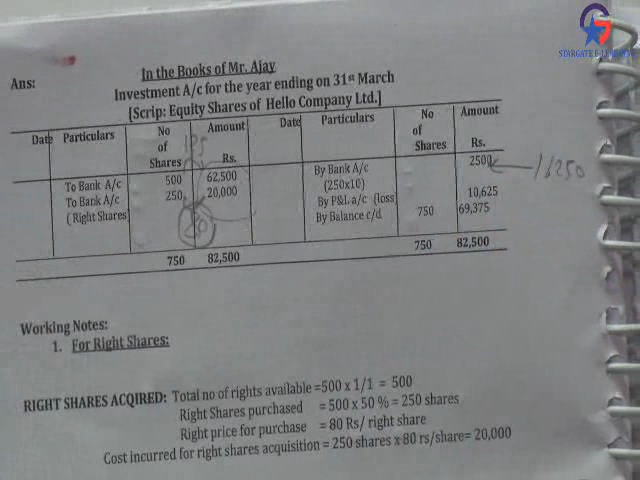 STARGATE E-LEARNING
Ans:
In the Books of Mr. Ajay
Investment A/c for the year ending on 31st March
[Scrip: Equity Shares of Hello Company Ltd.]
Date Particulars No of Shares Amount Rs. Date Particulars No of Shares Amount Rs.
To Bank A/c 500 62,500 By Bank A/c 2500
To Bank A/c 250 20,000 (250x10)
(Right Shares By P&L a/c (loss) 10,625
By Balance c/d 750 69,375
750 82,500 750 82,500
Working Notes:
1. For Right Shares:
RIGHT SHARES ACQIRED: Total no of rights available =500 x 1/1 = 500
Right Shares purchased = 500 x 50 % = 250 shares
Right price for purchase = 80 Rs/ right share
Cost incurred for right shares acquisition = 250 shares x 80 rs/share= 20,000